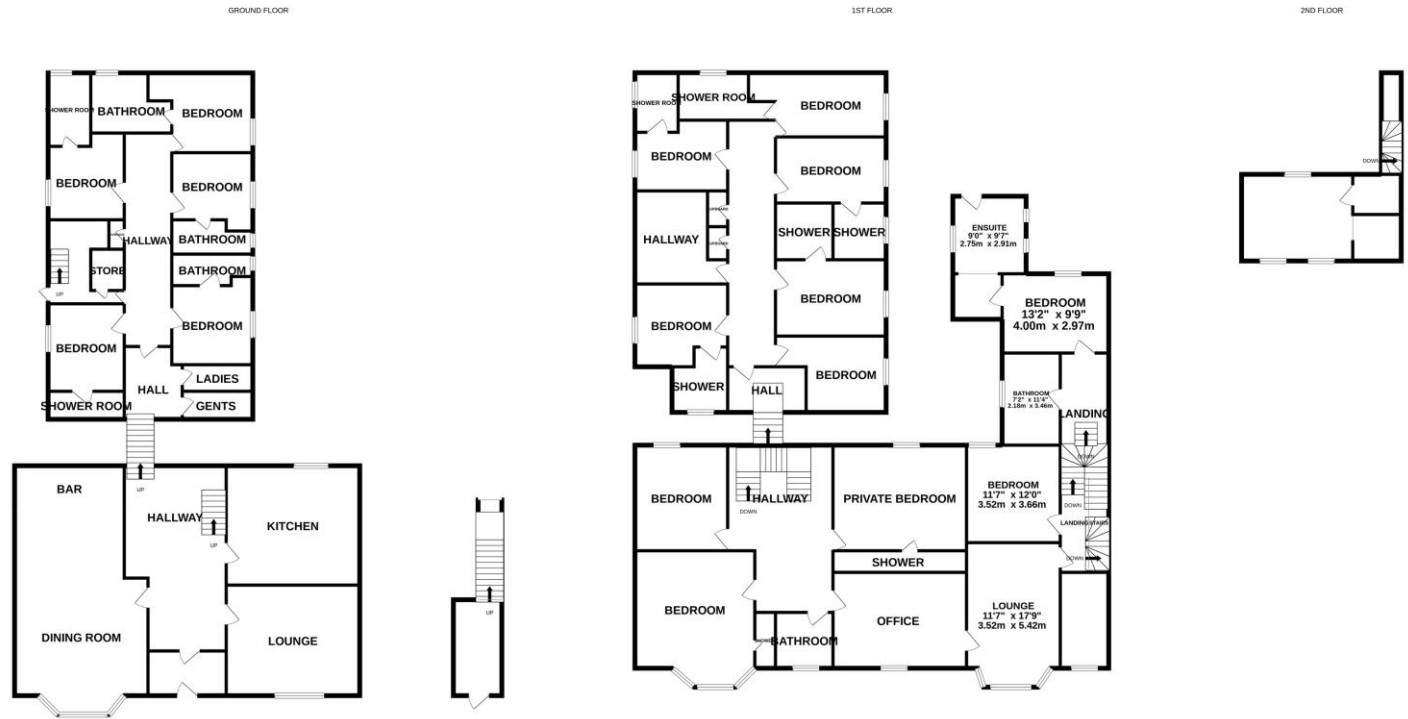 GROUND FLOOR
SHOWER ROOM
BATHROOM
BEDROOM
BEDROOM
BEDROOM
HALLWAY
BATHROOM
STORE
BATHROOM
UP
BEDROOM
BEDROOM
HALL
LADIES
SHOWER ROOM
GENTS
UP
BAR
HALLWAY
KITCHEN
UP
DINING ROOM
LOUNGE
UP
1ST FLOOR
SHOWER ROOM
SHOWER ROOM
BEDROOM
BEDROOM
BEDROOM
HALLWAY
SHOWER
SHOWER
BEDROOM
BEDROOM
BEDROOM
SHOWER
HALL
BEDROOM
HALLWAY
DOWN
PRIVATE BEDROOM
SHOWER
BEDROOM
OFFICE
BATHROOM
ENSUITE
9'0" x 9'7"
2.75m x 2.91m
BEDROOM
13'2" x 9'9"
4.00m x 2.97m
BATHROOM
7'2" x 11'4"
2.18m x 3.46m
LANDING
DOWN
BEDROOM
11'7" x 12'0"
3.52m x 3.66m
DOWN
LANDING/STAIRS
DOWN
LOUNGE
11'7" x 17'9"
3.52m x 5.42m
2ND FLOOR
DOWN